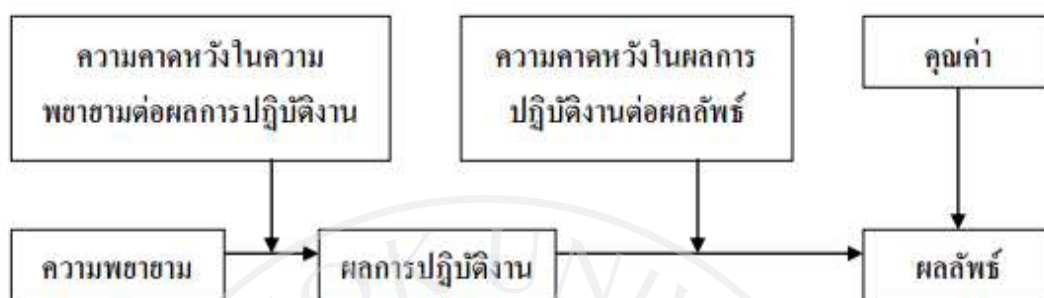 ความคาดหวังในความ
พยายามต่อผลการปฏิบัติงาน
ความคาดหวังในผลการ
ปฏิบัติงานต่อผลลัพธ์
คุณค่า
ความพยายาม
ผลการปฏิบัติงาน
ผลลัพธ์